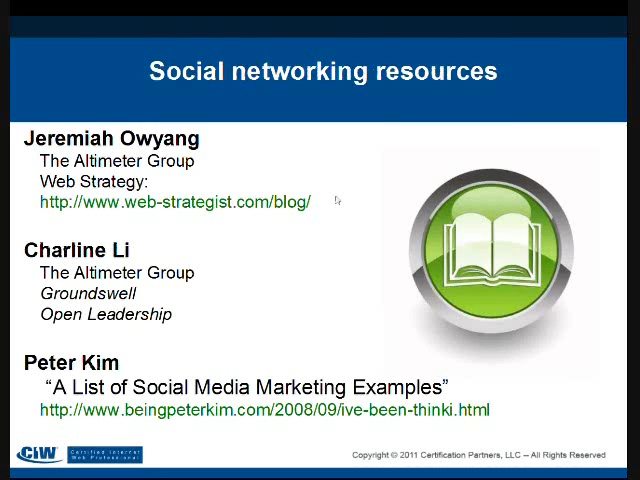 Social networking resources
Jeremiah Owyang
The Altimeter Group
Web Strategy:
http://www.web-strategist.com/blog/
Charline Li
The Altimeter Group
Groundswell
Open Leadership
Peter Kim
“A List of Social Media Marketing Examples”
http://www.beingpeterkim.com/2008/09/ive-been-thinki.html
CIW Certified Internet
Web Professional
Copyright © 2011 Certification Partners, LLC -- All Rights Reserved